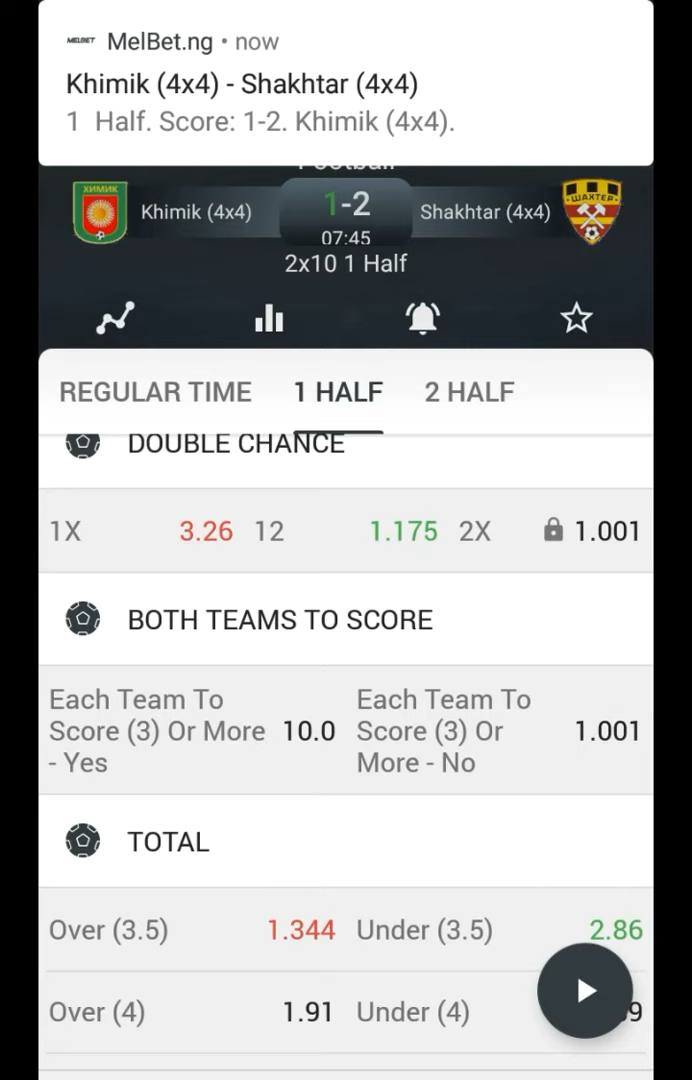 MELBET MelBet.ng • now
Khimik (4x4) - Shakhtar (4x4)
1 Half. Score: 1-2. Khimik (4x4).
Football
ХИМИК
Khimik (4x4)
1-2
Shakhtar (4x4)
ШАХТЕР
07:45
2x10 1 Half
REGULAR TIME 1 HALF 2 HALF
DOUBLE CHANCE
1X 3.26 12 1.175 2X 1.001
BOTH TEAMS TO SCORE
Each Team To Score (3) Or More - Yes 10.0
Each Team To Score (3) Or More - No 1.001
TOTAL
Over (3.5) 1.344 Under (3.5) 2.86
Over (4) 1.91 Under (4)